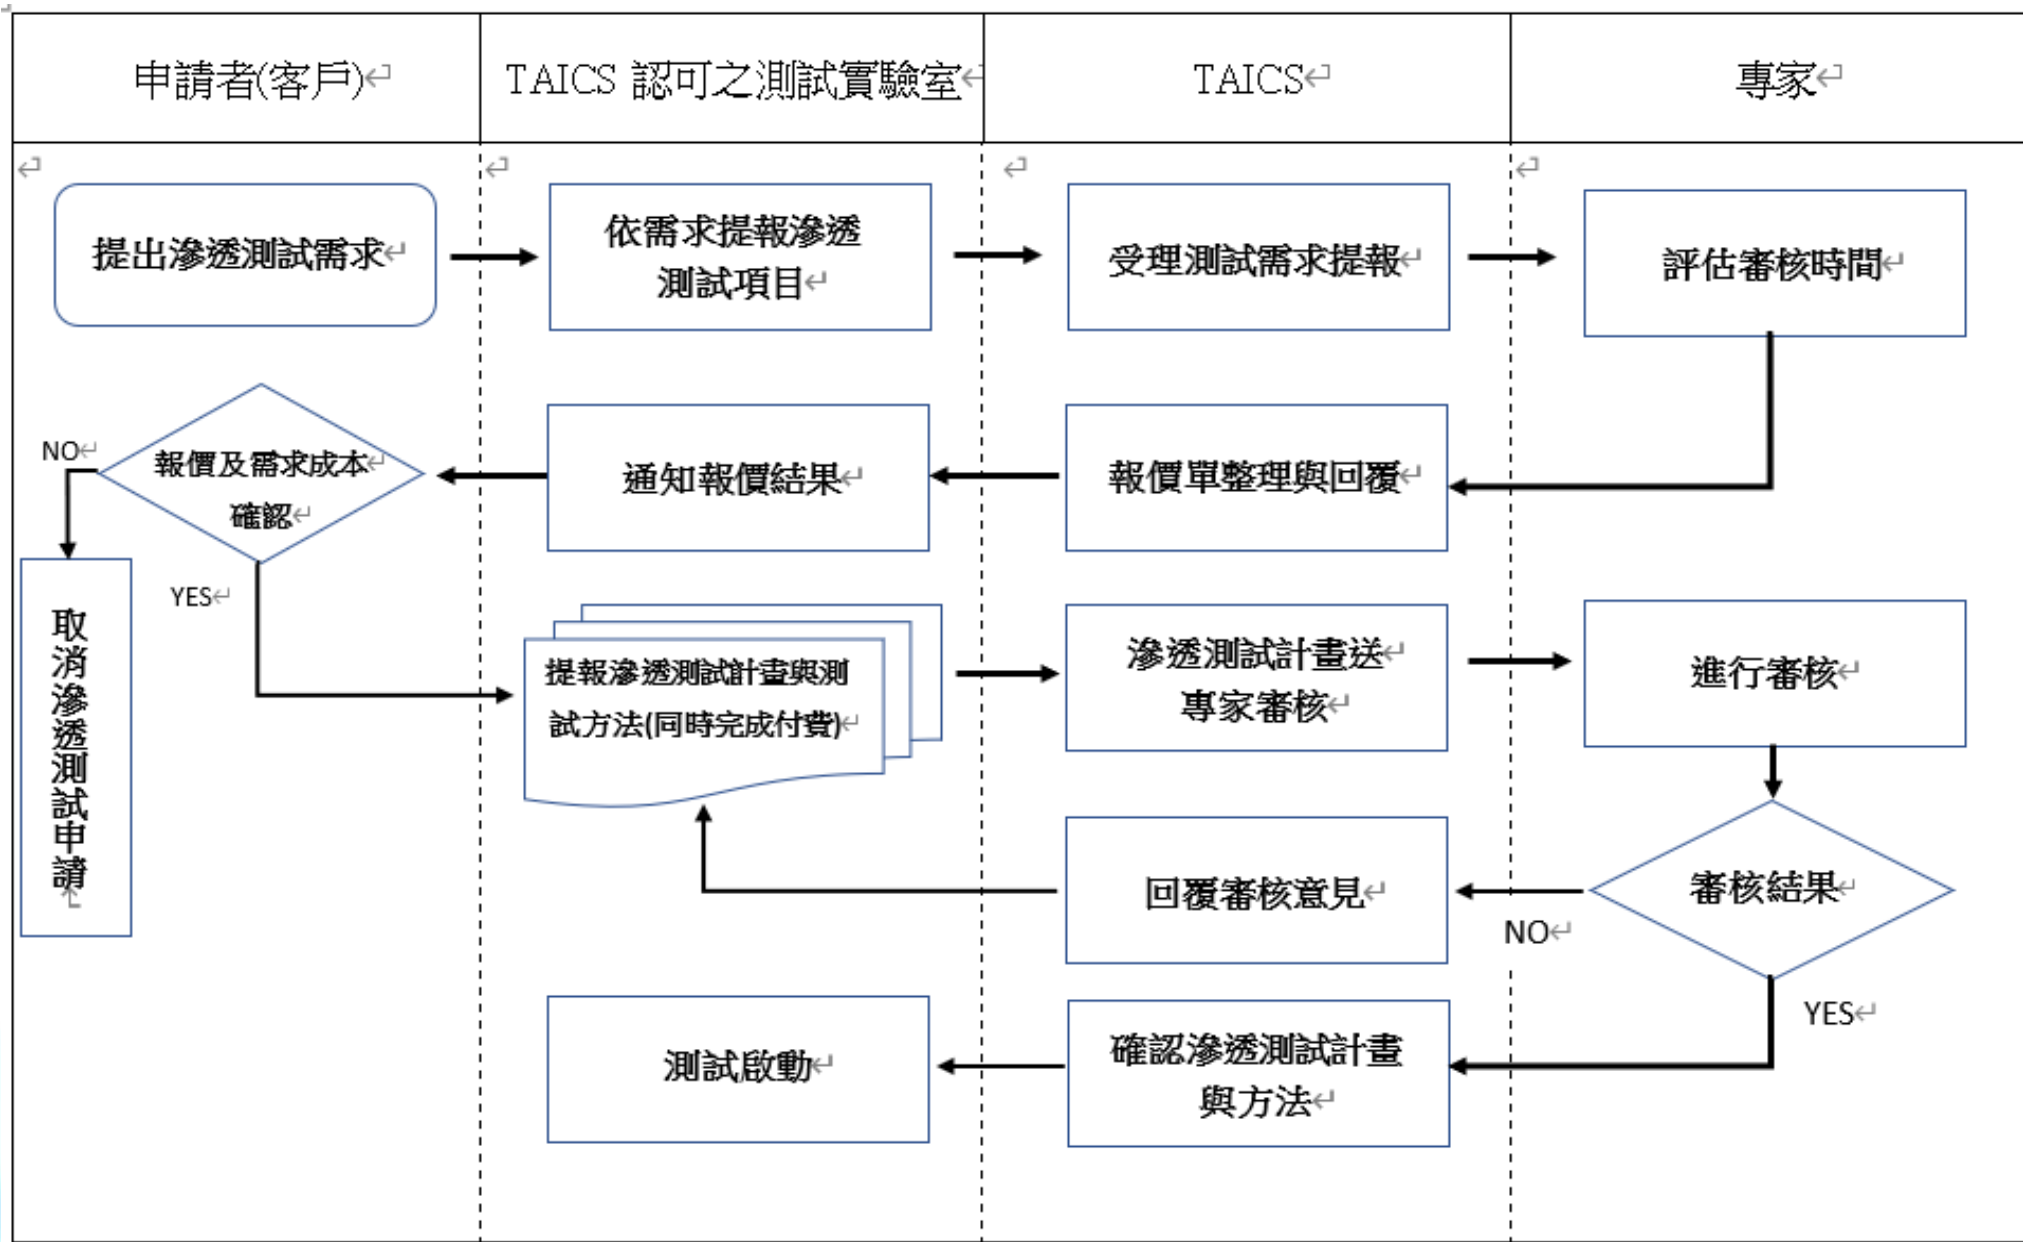 申請者(客戶)
TAICS 認可之測試實驗室
TAICS
專家
提出滲透測試需求
依需求提報滲透
測試項目
受理測試需求提報
評估審核時間
NO
報價及需求成本
確認
通知報價結果
報價單整理與回覆
YES
取消滲透測試申請
提報滲透測試計畫與測
試方法(同時完成付費)
滲透測試計畫送
專家審核
進行審核
回覆審核意見
審核結果
NO
YES
測試啟動
確認滲透測試計畫
與方法